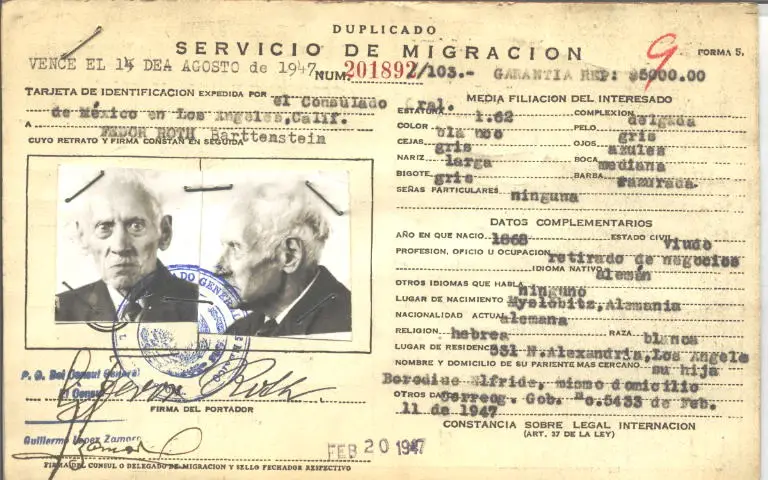 DUPLICADO
SERVICIO DE MIGRACION
9
FORMA 5.
VENCE EL 14 DEA AGOSTO de 1947 NUM. 201892/103.- GARANTIA REP: $5000.00
TARJETA DE IDENTIFICACION EXPEDIDA POR el Consulado Gral.
de México en Los Angeles, Calif.
A FEDOR ROTH Barttenstein
CUYO RETRATO Y FIRMA CONSTAN EN SEGUIDA
P. O. Del Consul General
El Consul
Roth
FIRMA DEL PORTADOR
Guillermo Lopez Zamora
FEB 20 1947
FIRMA DEL CONSUL O DELEGADO DE MIGRACION Y SELLO FECHADOR RESPECTIVO
MEDIA FILIACION DEL INTERESADO
ESTATURA 1.62 COMPLEXION delgada
COLOR blanco PELO gris
CEJAS gris OJOS azules
NARIZ larga BOCA mediana
BIGOTE gris BARBA razurada.
SEÑAS PARTICULARES ninguna
DATOS COMPLEMENTARIOS
AÑO EN QUE NACIO 1868 ESTADO CIVIL viudo
PROFESION, OFICIO U OCUPACION retirado de negocios
IDIOMA NATIVO alemán
OTROS IDIOMAS QUE HABLA ninguno
LUGAR DE NACIMIENTO Myslöbitz, Alemania
NACIONALIDAD ACTUAL alemana
RELIGION hebrea RAZA blanca
LUGAR DE RESIDENCIA 531 N. Alexandria, Los Angele
NOMBRE Y DOMICILIO DE SU PARIENTE MAS CERCANO su hija
Borodine Elfride, mismo domicilio
OTROS DATOS Correog. Gob. No. 5433 de Feb.
11 de 1947
CONSTANCIA SOBRE LEGAL INTERNACION
(ART. 37 DE LA LEY)